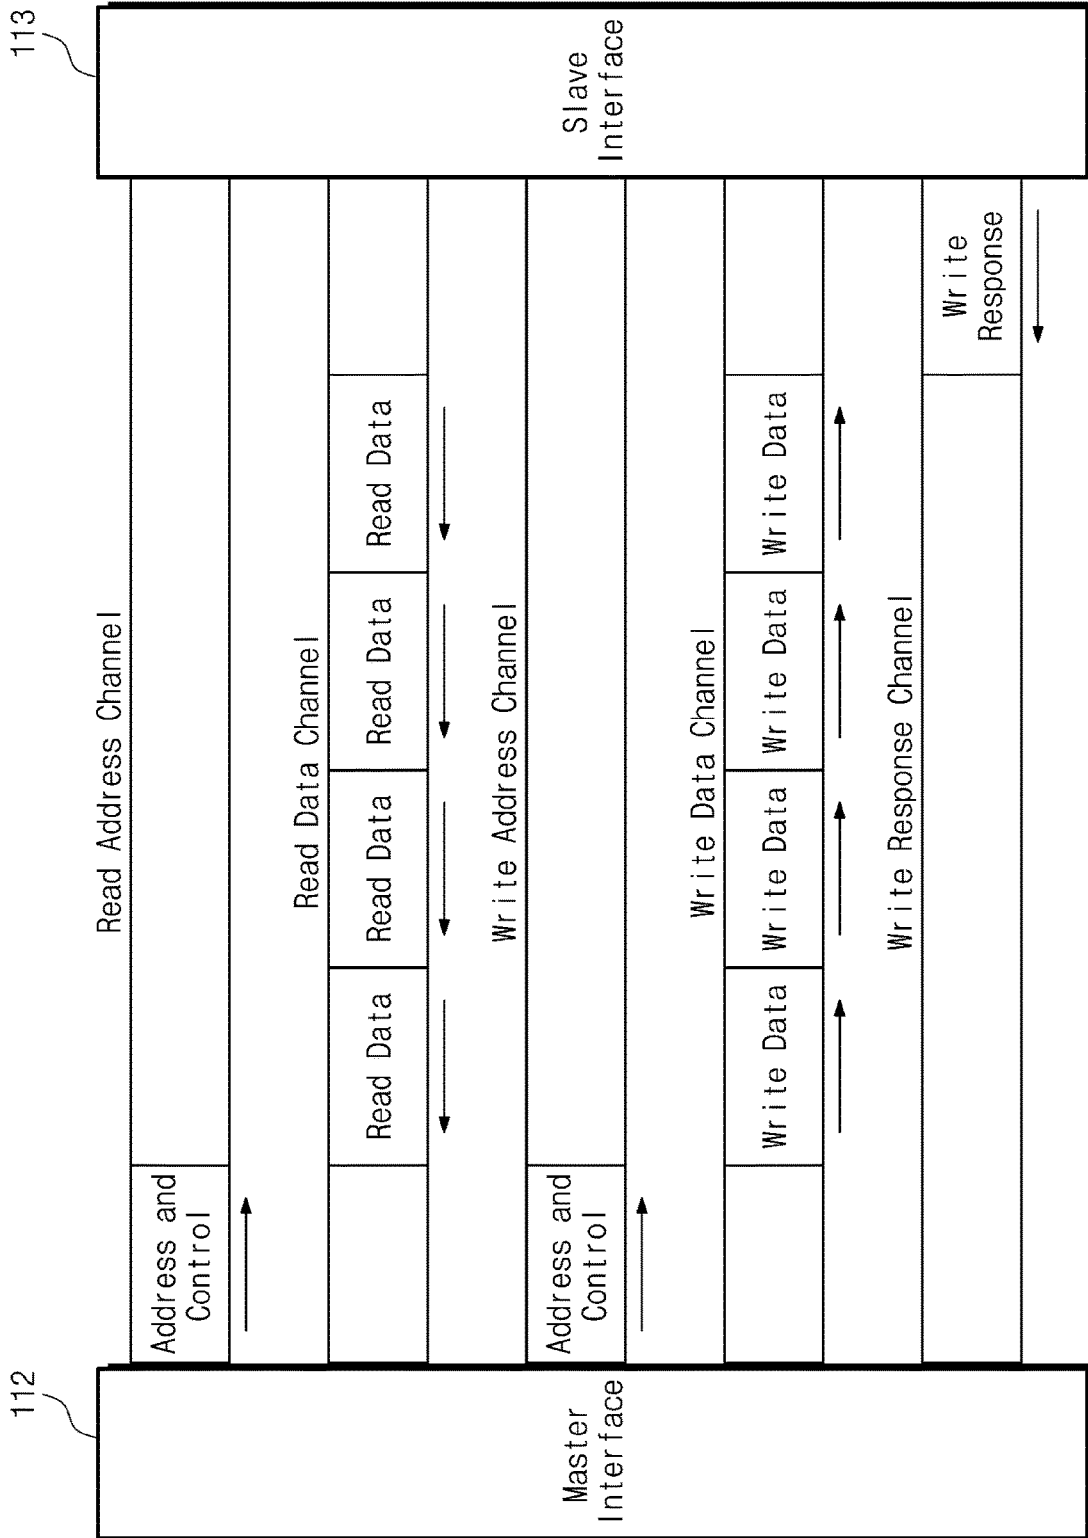 112
113
Master
Interface
Slave
Interface
Read Address Channel
Address and
Control
Read Data Channel
Read Data
Read Data
Read Data
Read Data
Write Address Channel
Address and
Control
Write Data Channel
Write Data
Write Data
Write Data
Write Data
Write Response Channel
Write
Response